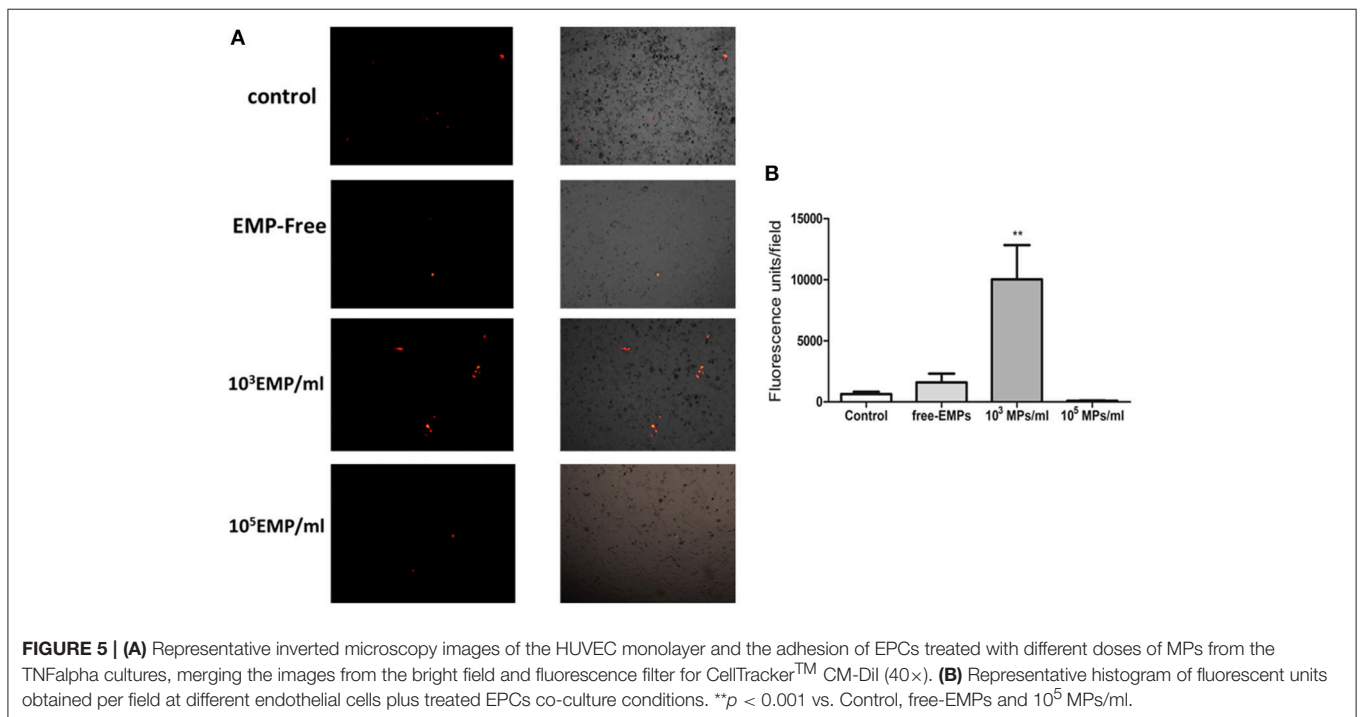 A
control
EMP-Free
10³EMP/ml
10⁵EMP/ml
B
Fluorescence units/field
15000
10000
5000
0
**
Control
free-EMPs
10³ MPs/ml
10⁵ MPs/ml
FIGURE 5 | (A) Representative inverted microscopy images of the HUVEC monolayer and the adhesion of EPCs treated with different doses of MPs from the
TNFalpha cultures, merging the images from the bright field and fluorescence filter for CellTracker™ CM-DiI (40×). (B) Representative histogram of fluorescent units
obtained per field at different endothelial cells plus treated EPCs co-culture conditions. **p < 0.001 vs. Control, free-EMPs and 10⁵ MPs/ml.